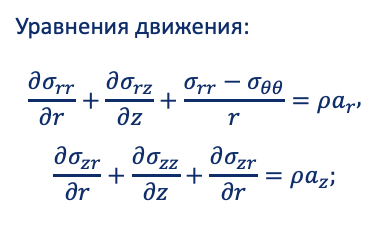 Уравнения движения:
∂σ_rr/∂r + ∂σ_rz/∂z + (σ_rr − σ_θθ)/r = ρa_r,
∂σ_zr/∂r + ∂σ_zz/∂z + ∂σ_zr/∂r = ρa_z;